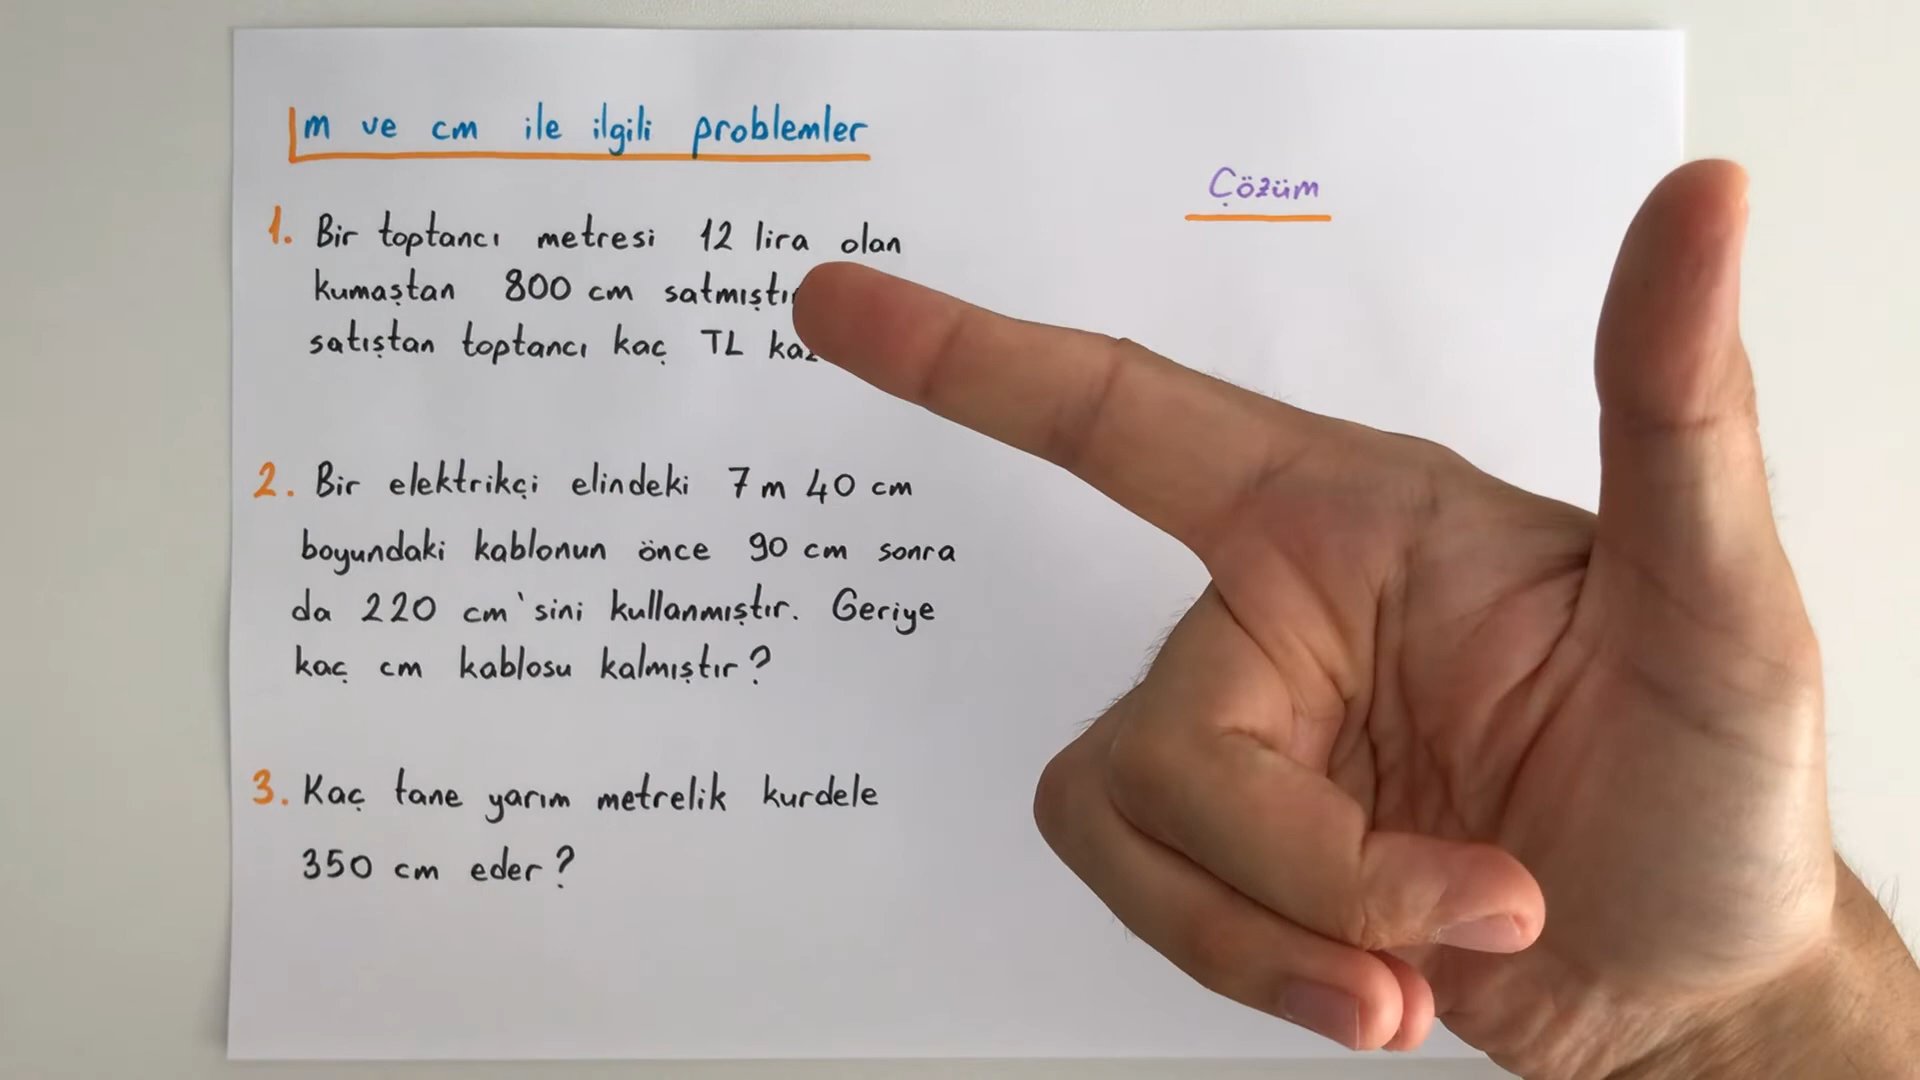 m ve cm ile ilgili problemler
Çözüm
1. Bir toptancı metresi 12 lira olan
kumaştan 800 cm
satıştan toptancı kaç TL
2. Bir elektrikçi elindeki 7 m 40 cm
boyundaki kablonun önce 90 cm sonra
da 220 cm'sini kullanmıştır. Geriye
kaç cm kablosu kalmıştır?
3. Kaç tane yarım metrelik kurdele
350 cm eder?